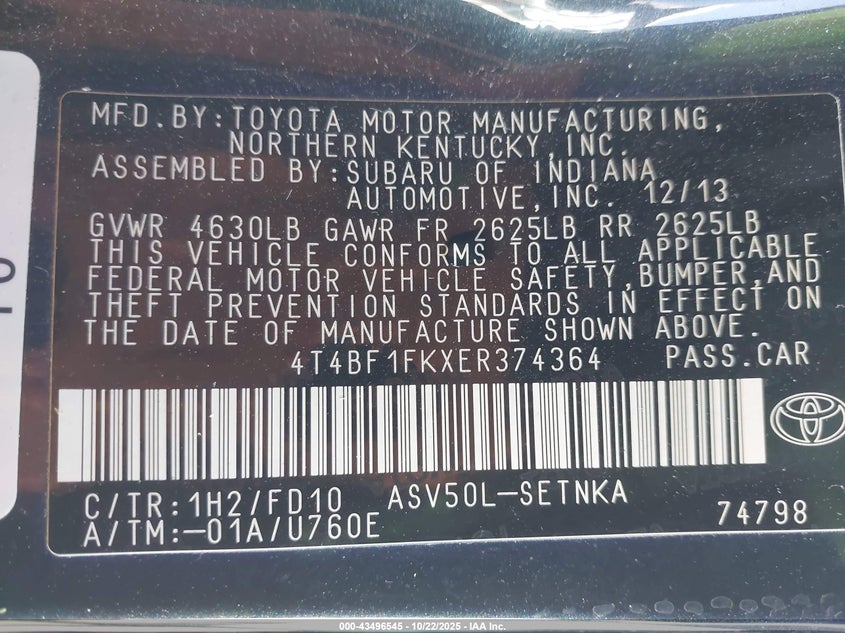 MFD.BY:TOYOTA MOTOR MANUFACTURING,
NORTHERN KENTUCKY,INC.
ASSEMBLED BY:SUBARU OF INDIANA
AUTOMOTIVE,INC. 12/13
GVWR 4630LB GAWR FR 2625LB RR 2625LB
THIS VEHICLE CONFORMS TO ALL APPLICABLE
FEDERAL MOTOR VEHICLE SAFETY,BUMPER,AND
THEFT PREVENTION STANDARDS IN EFFECT ON
THE DATE OF MANUFACTURE SHOWN ABOVE.
4T4BF1FKXER374364 PASS.CAR
C/TR:1H2/FD10 ASV50L-SETNKA
A/TM:-01A/U760E 74798
000-43496545 - 10/22/2025 - IAA Inc.